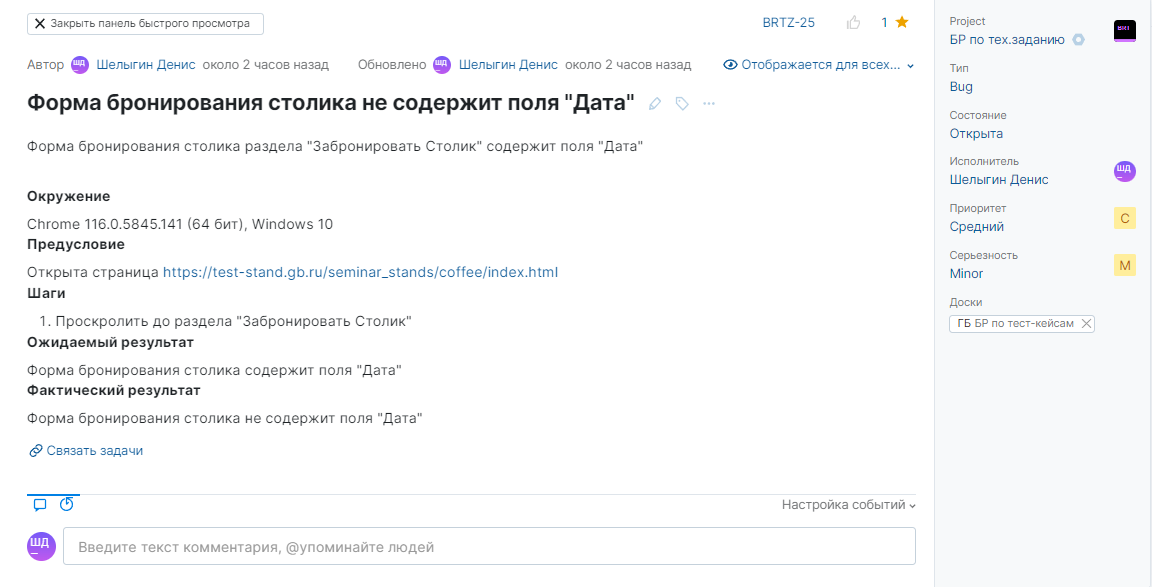 Закрыть панель быстрого просмотра
BRTZ-25
1
Автор ШД Шелыгин Денис около 2 часов назад Обновлено ШД Шелыгин Денис около 2 часов назад Отображается для всех...
Форма бронирования столика не содержит поля "Дата"
Форма бронирования столика раздела "Забронировать Столик" содержит поля "Дата"
Окружение
Chrome 116.0.5845.141 (64 бит), Windows 10
Предусловие
Открыта страница https://test-stand.gb.ru/seminar_stands/coffee/index.html
Шаги
1. Проскролить до раздела "Забронировать Столик"
Ожидаемый результат
Форма бронирования столика содержит поля "Дата"
Фактический результат
Форма бронирования столика не содержит поля "Дата"
Связать задачи
Настройка событий
ШД
Введите текст комментария, @упоминайте людей
Project
БР по тех.заданию
Тип
Bug
Состояние
Открыта
Исполнитель
Шелыгин Денис ШД
Приоритет
Средний С
Серьезность
Minor M
Доски
ГБ БР по тест-кейсам